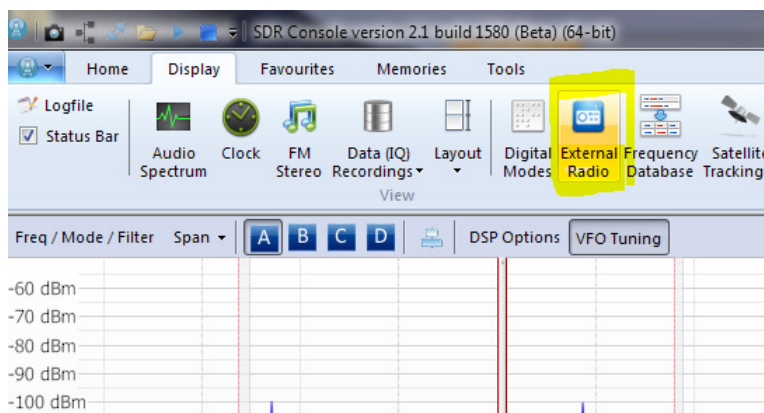 SDR Console version 2.1 build 1580 (Beta) (64-bit)
Home Display Favourites Memories Tools
Logfile
Status Bar
Audio Spectrum
Clock
FM Stereo
Data (IQ) Recordings
Layout
Digital Modes
External Radio
Frequency Database
Satellite Tracking
View
Freq / Mode / Filter Span A B C D DSP Options VFO Tuning
-60 dBm
-70 dBm
-80 dBm
-90 dBm
-100 dBm